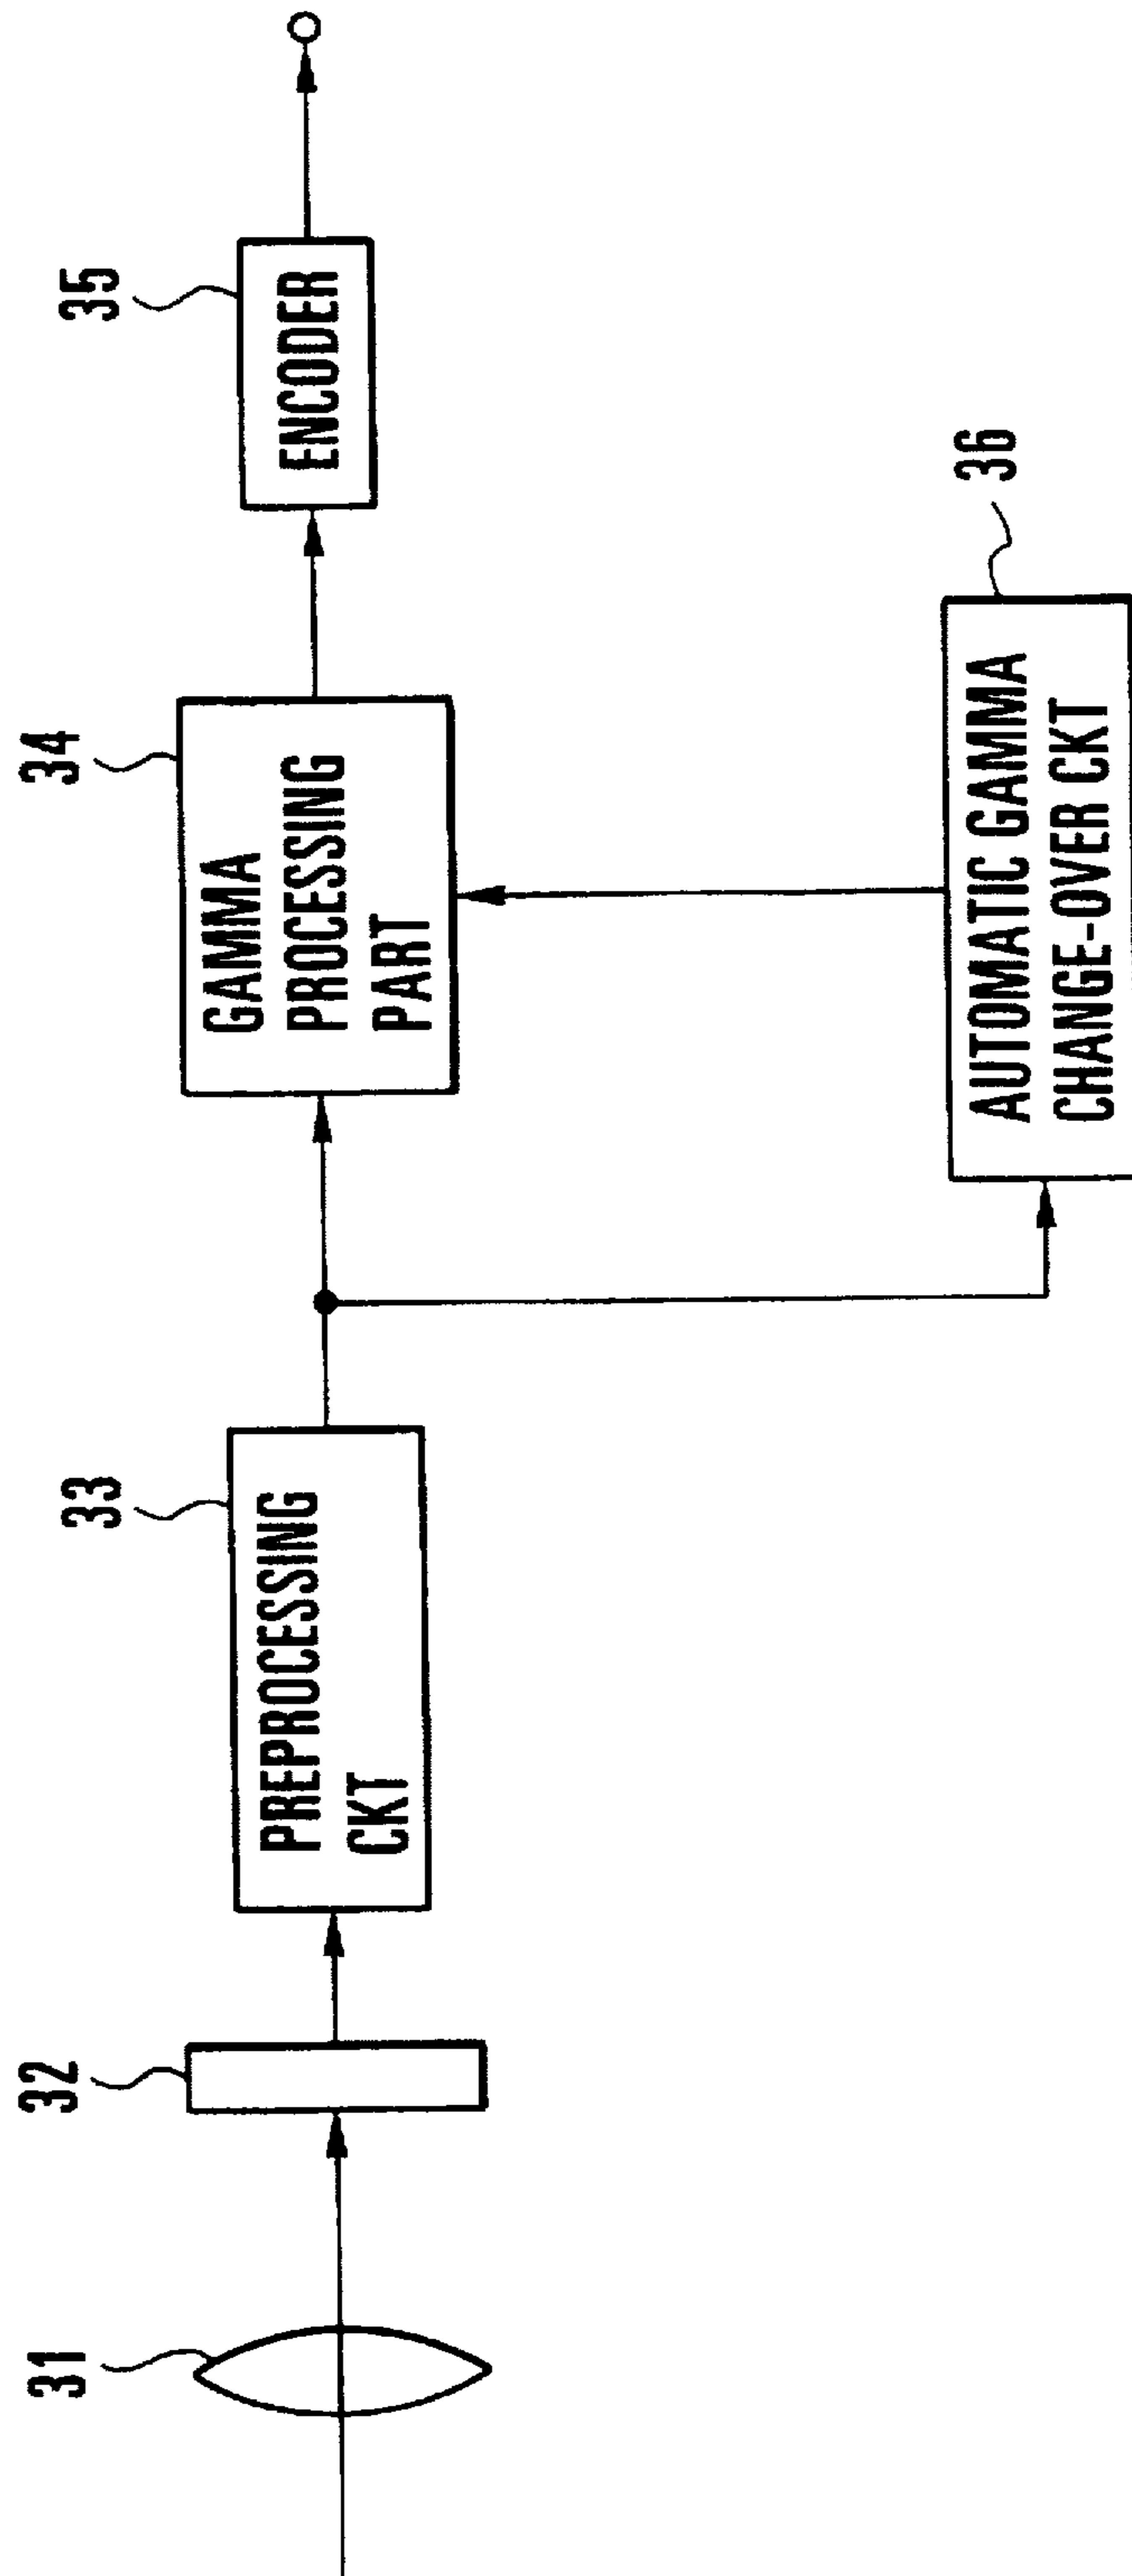 31
32
33
PREPROCESSING
CKT
34
GAMMA
PROCESSING
PART
35
ENCODER
36
AUTOMATIC GAMMA
CHANGE-OVER CKT